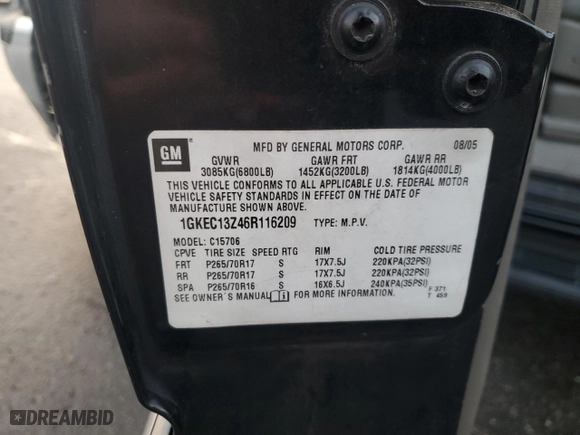 GM
MFD BY GENERAL MOTORS CORP. 08/05
GVWR GAWR FRT GAWR RR
3085KG(6800LB) 1452KG(3200LB) 1814KG(4000LB)
THIS VEHICLE CONFORMS TO ALL APPLICABLE U.S. FEDERAL MOTOR
VEHICLE SAFETY STANDARDS IN EFFECT ON THE DATE OF
MANUFACTURE SHOWN ABOVE.
1GKEC13Z46R116209 TYPE: M.P.V.
MODEL: C15706
CPVE TIRE SIZE SPEED RTG RIM COLD TIRE PRESSURE
FRT P265/70R17 S 17X7.5J 220KPA(32PSI)
RR P265/70R17 S 17X7.5J 220KPA(32PSI)
SPA P265/70R16 S 16X6.5J 240KPA(35PSI)
SEE OWNER'S MANUAL i FOR MORE INFORMATION.
F 371
T 459
DREAMBID